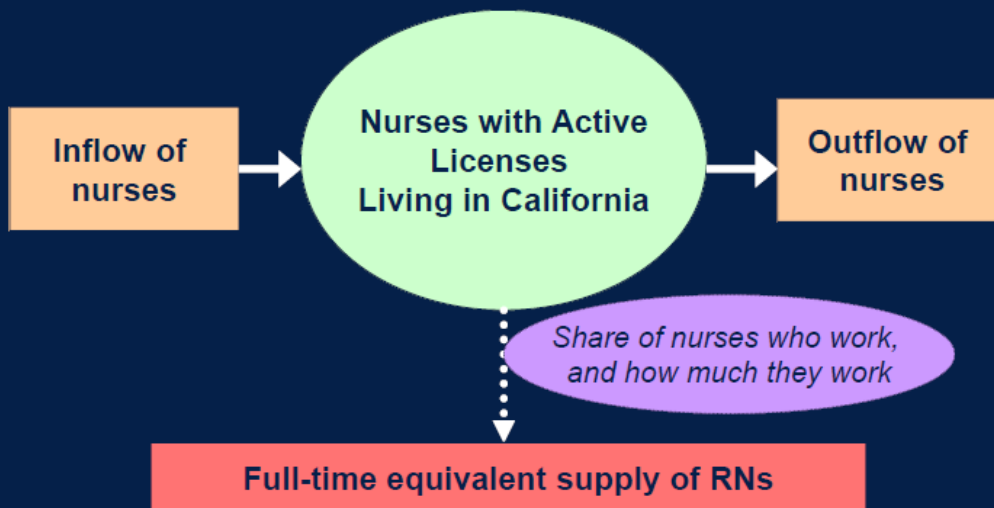 Inflow of
nurses
Nurses with Active
Licenses
Living in California
Outflow of
nurses
Share of nurses who work,
and how much they work
Full-time equivalent supply of RNs